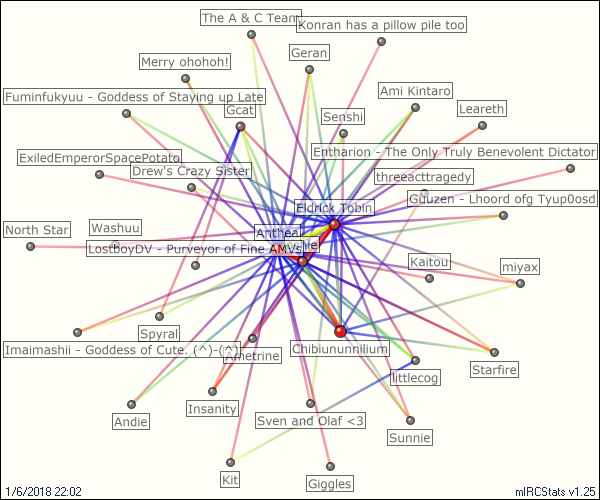 The A & C Team
Konran has a pillow pile too
Geran
Merry ohohoh!
Ami Kintaro
Fuminfukyuu - Goddess of Staying up Late
Gcat
Senshi
Leareth
Entharion - The Only Truly Benevolent Dictator
ExiledEmperorSpacePotato
Drew's Crazy Sister
threeacttragedy
Guuzen - Lhoord ofg Tyup0osd
Eldrick Tobin
North Star
Washuu
Anthea
LostboyDV - Purveyor of Fine AMVs
Kaitou
miyax
Spyral
Imaimashii - Goddess of Cute. (^)-(^)
Chibiununnilium
Starfire
littlecog
Andie
Insanity
Sven and Olaf <3
Sunnie
Kit
Giggles
1/6/2018 22:02
mIRCStats v1.25